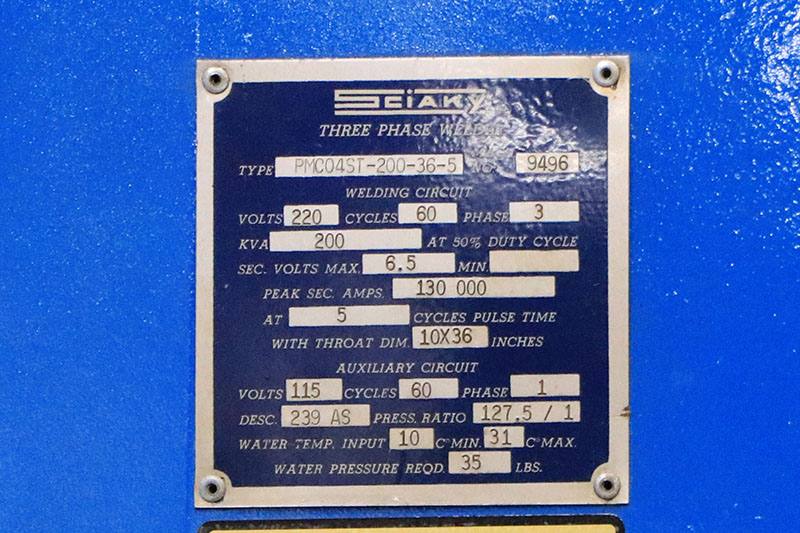 SCIAKY
THREE PHASE WELDER
TYPE PMC04ST-200-36-5 NO. 9496
WELDING CIRCUIT
VOLTS 220 CYCLES 60 PHASE 3
KVA 200 AT 50% DUTY CYCLE
SEC. VOLTS MAX. 6.5 MIN.
PEAK SEC. AMPS. 130 000
AT 5 CYCLES PULSE TIME
WITH THROAT DIM. 10X36 INCHES
AUXILIARY CIRCUIT
VOLTS 115 CYCLES 60 PHASE 1
DESC. 239 AS PRESS. RATIO 127.5 / 1
WATER TEMP. INPUT 10 C° MIN. 31 C° MAX.
WATER PRESSURE REQD. 35 LBS.